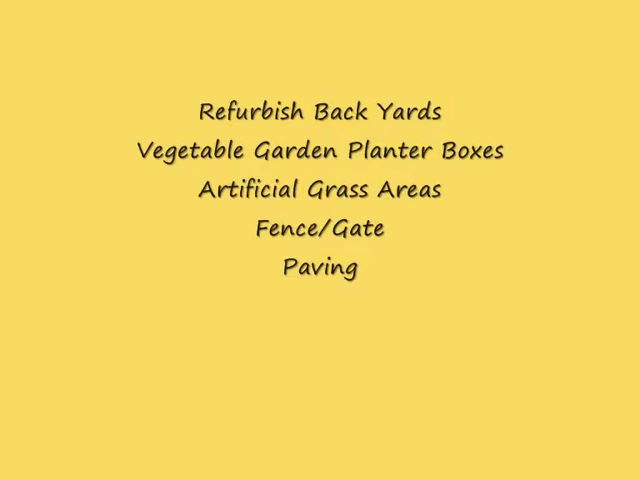 Refurbish Back Yards
Vegetable Garden Planter Boxes
Artificial Grass Areas
Fence/Gate
Paving